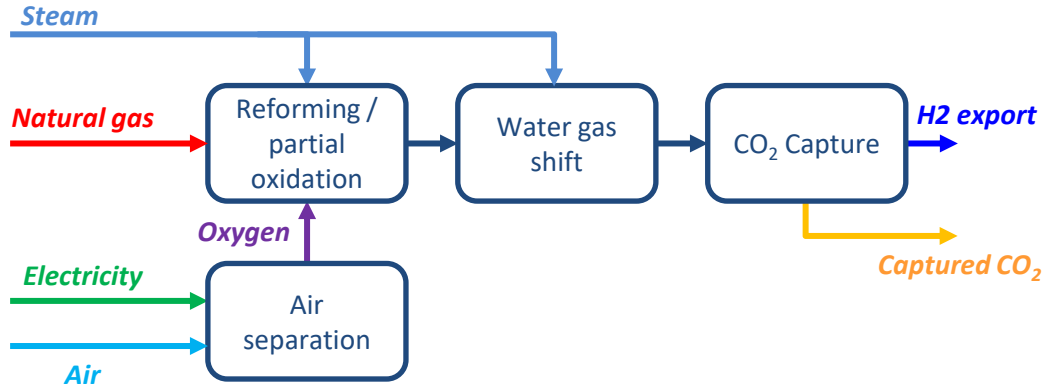 Steam
Natural gas
Reforming /
partial
oxidation
Water gas
shift
CO₂ Capture
H2 export
Oxygen
Captured CO₂
Electricity
Air
separation
Air